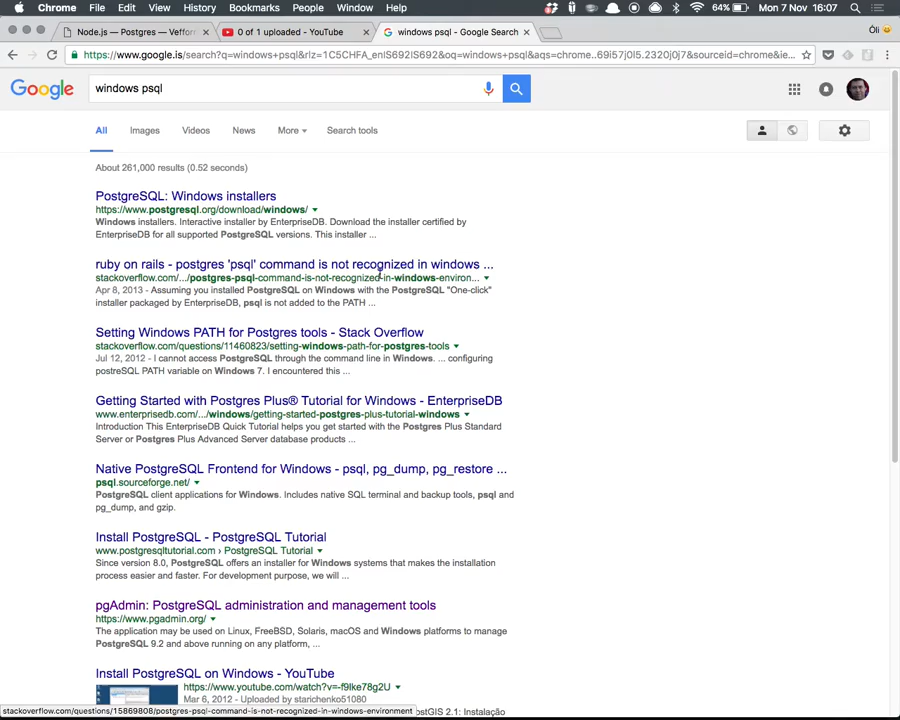 Chrome File Edit View History Bookmarks People Window Help 64% Mon 7 Nov 16:07
Node.js — Postgres — Vefforr
0 of 1 uploaded - YouTube
windows psql - Google Search
Óli
https://www.google.is/search?q=windows+psql&rlz=1C5CHFA_enIS692IS692&oq=windows+psql&aqs=chrome..69i57j0l5.2320j0j7&sourceid=chrome&ie...
Google
windows psql
All Images Videos News More Search tools
About 261,000 results (0.52 seconds)
PostgreSQL: Windows installers
https://www.postgresql.org/download/windows/
Windows installers. Interactive installer by EnterpriseDB. Download the installer certified by
EnterpriseDB for all supported PostgreSQL versions. This installer ...
ruby on rails - postgres 'psql' command is not recognized in windows ...
stackoverflow.com/.../postgres-psql-command-is-not-recognized-in-windows-environ...
Apr 8, 2013 - Assuming you installed PostgreSQL on Windows with the PostgreSQL "One-click"
installer packaged by EnterpriseDB, psql is not added to the PATH ...
Setting Windows PATH for Postgres tools - Stack Overflow
stackoverflow.com/questions/11460823/setting-windows-path-for-postgres-tools
Jul 12, 2012 - I cannot access PostgreSQL through the command line in Windows. ... configuring
postreSQL PATH variable on Windows 7. I encountered this ...
Getting Started with Postgres Plus® Tutorial for Windows - EnterpriseDB
www.enterprisedb.com/.../windows/getting-started-postgres-plus-tutorial-windows
Introduction This EnterpriseDB Quick Tutorial helps you get started with the Postgres Plus Standard
Server or Postgres Plus Advanced Server database products ...
Native PostgreSQL Frontend for Windows - psql, pg_dump, pg_restore ...
psql.sourceforge.net/
PostgreSQL client applications for Windows. Includes native SQL terminal and backup tools, psql and
pg_dump, and gzip.
Install PostgreSQL - PostgreSQL Tutorial
www.postgresqltutorial.com › PostgreSQL Tutorial
Since version 8.0, PostgreSQL offers an installer for Windows systems that makes the installation
process easier and faster. For development purpose, we will ...
pgAdmin: PostgreSQL administration and management tools
https://www.pgadmin.org/
The application may be used on Linux, FreeBSD, Solaris, macOS and Windows platforms to manage
PostgreSQL 9.2 and above running on any platform, ...
Install PostgreSQL on Windows - YouTube
https://www.youtube.com/watch?v=-f9Ike78g2U
Mar 6, 2012 - Uploaded by starichenko51080
stackoverflow.com/questions/15869808/postgres-psql-command-is-not-recognized-in-windows-environment
ostGIS 2.1: Instalação